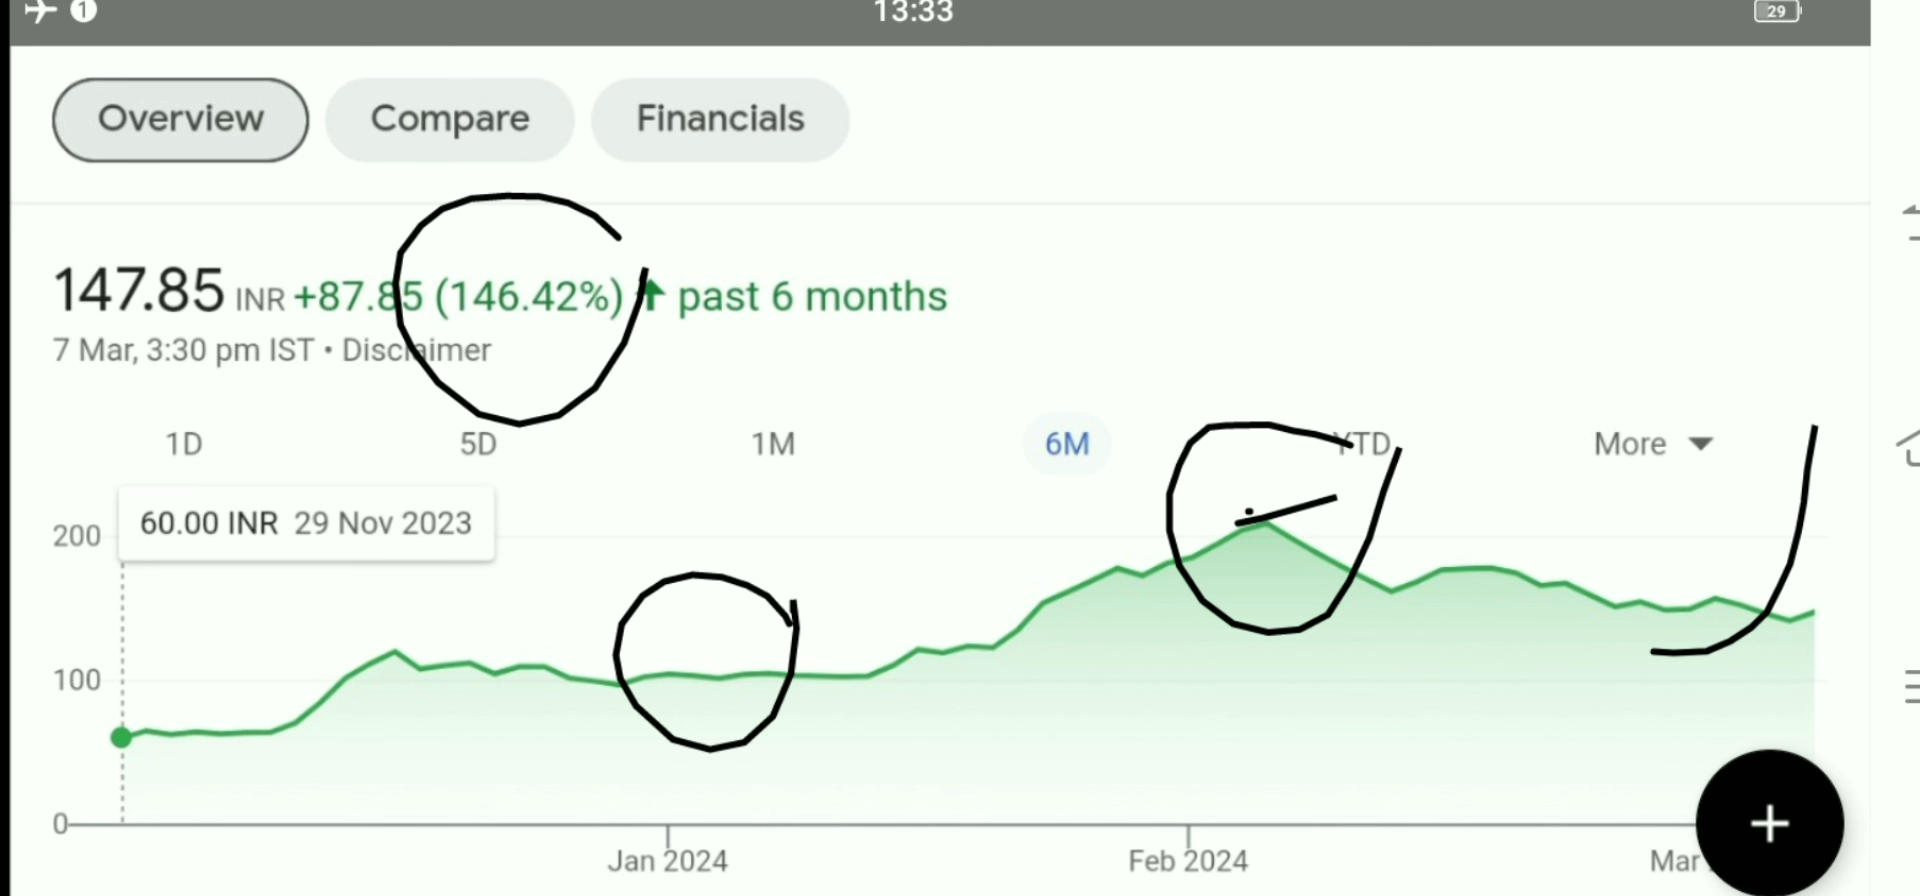 1 13:33 29
Overview Compare Financials
147.85 INR +87.85 (146.42%) ↑ past 6 months
7 Mar, 3:30 pm IST • Disclaimer
1D 5D 1M 6M YTD More
60.00 INR 29 Nov 2023
200
100
0
Jan 2024 Feb 2024 Mar
+